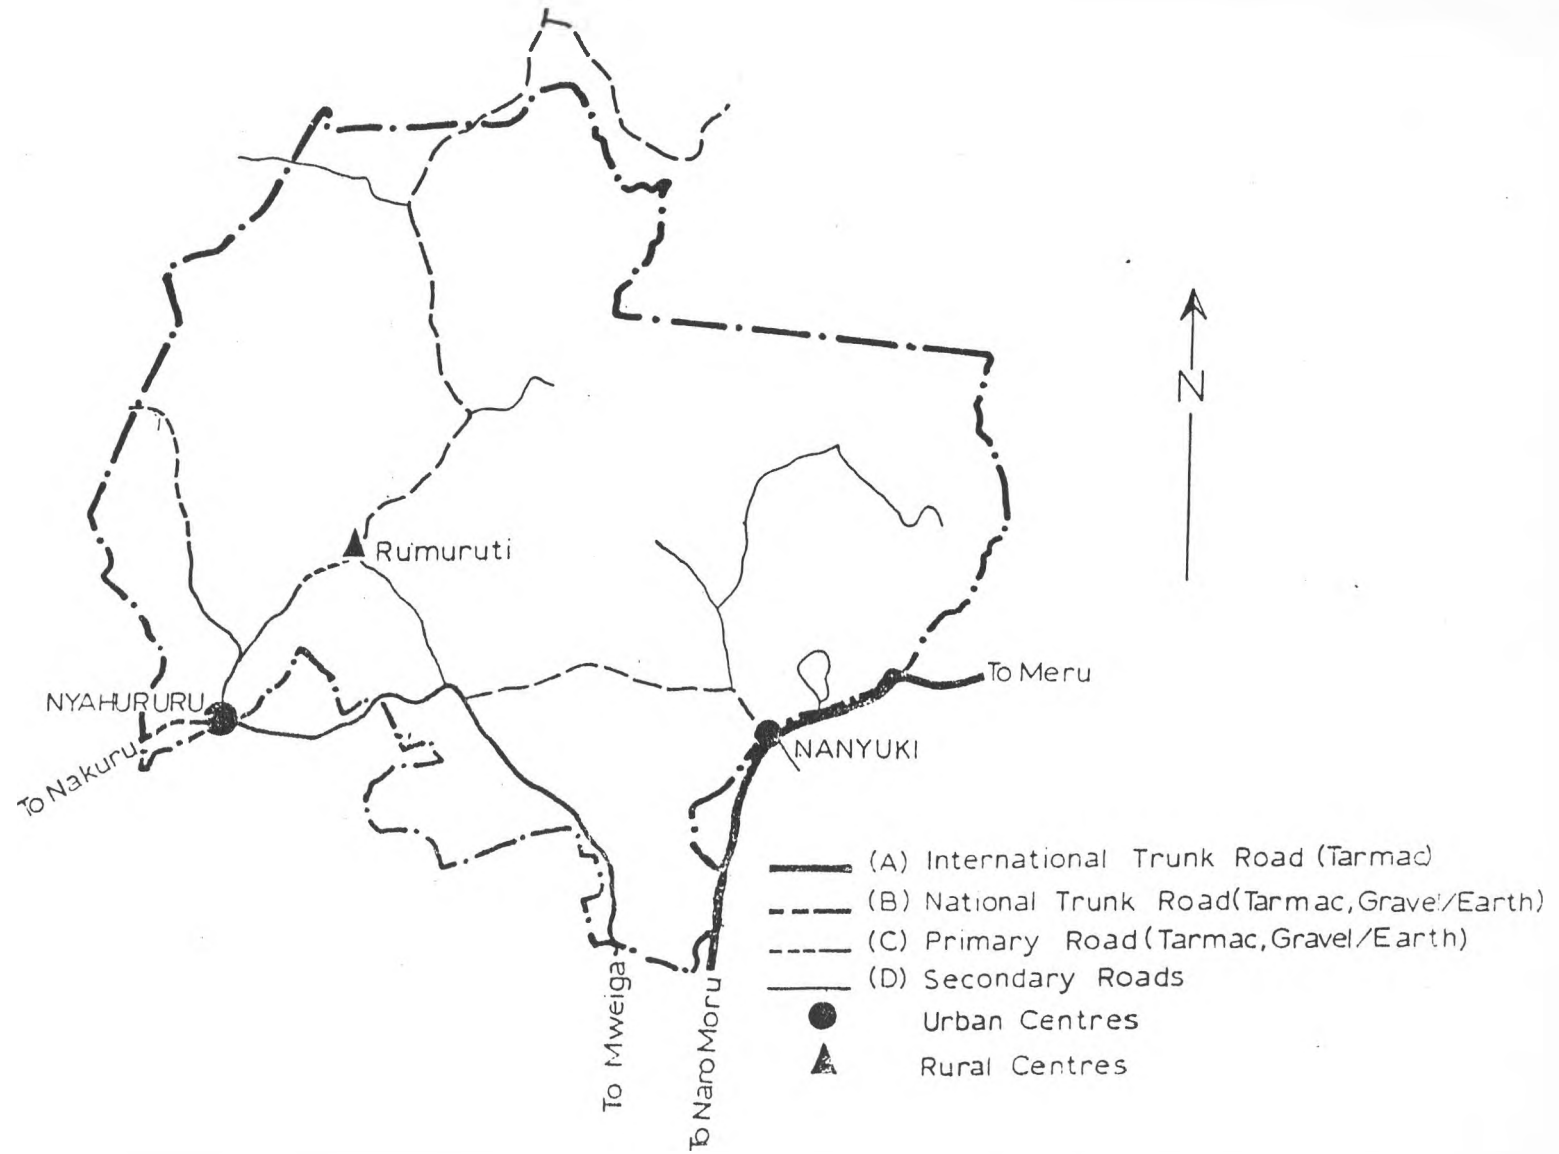 N
Rumuruti
To Meru
NYAHURURU
NANYUKI
To Nakuru
(A) International Trunk Road (Tarmac)
(B) National Trunk Road(Tarmac,Gravel/Earth)
(C) Primary Road(Tarmac,Gravel/Earth)
(D) Secondary Roads
Urban Centres
Rural Centres
To Mweiga
To Naro Moru